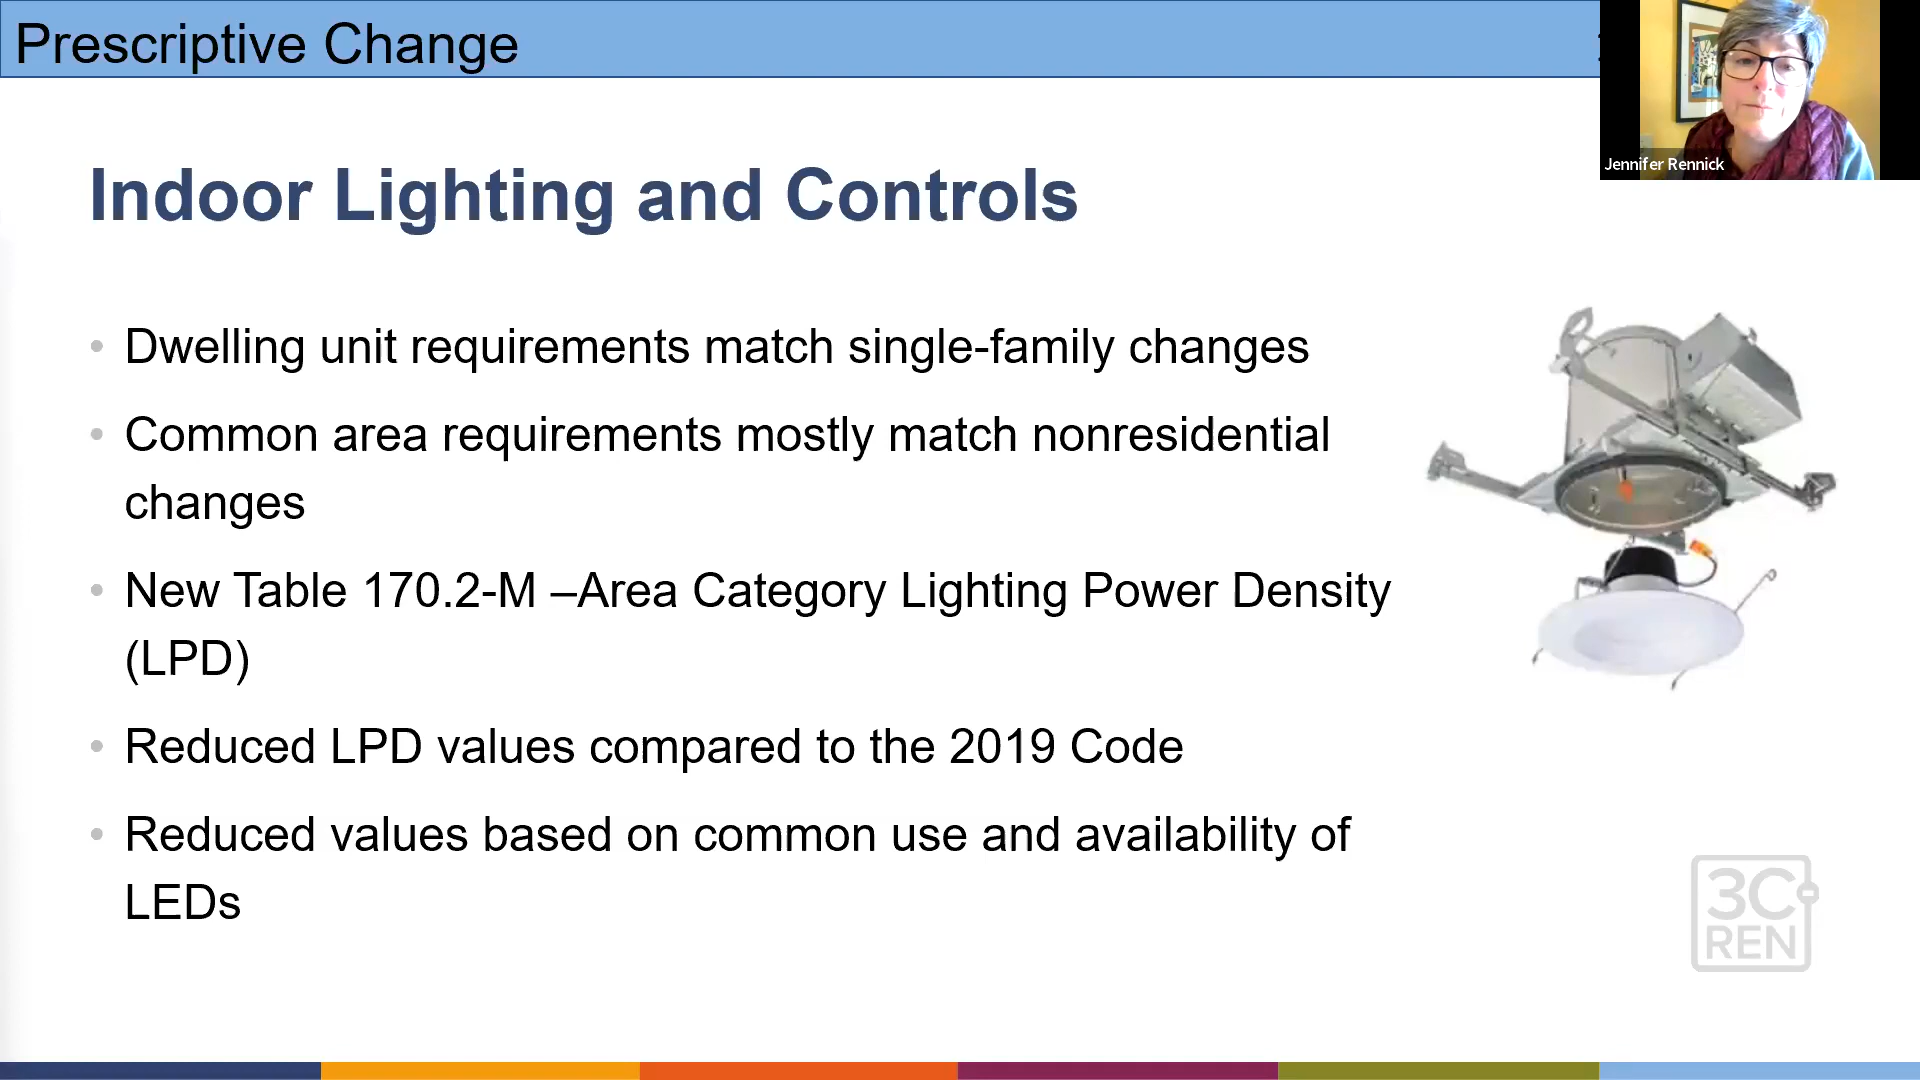 Prescriptive Change
Jennifer Rennick
Indoor Lighting and Controls
• Dwelling unit requirements match single-family changes
• Common area requirements mostly match nonresidential
changes
• New Table 170.2-M –Area Category Lighting Power Density
(LPD)
• Reduced LPD values compared to the 2019 Code
• Reduced values based on common use and availability of
LEDs
3C
REN